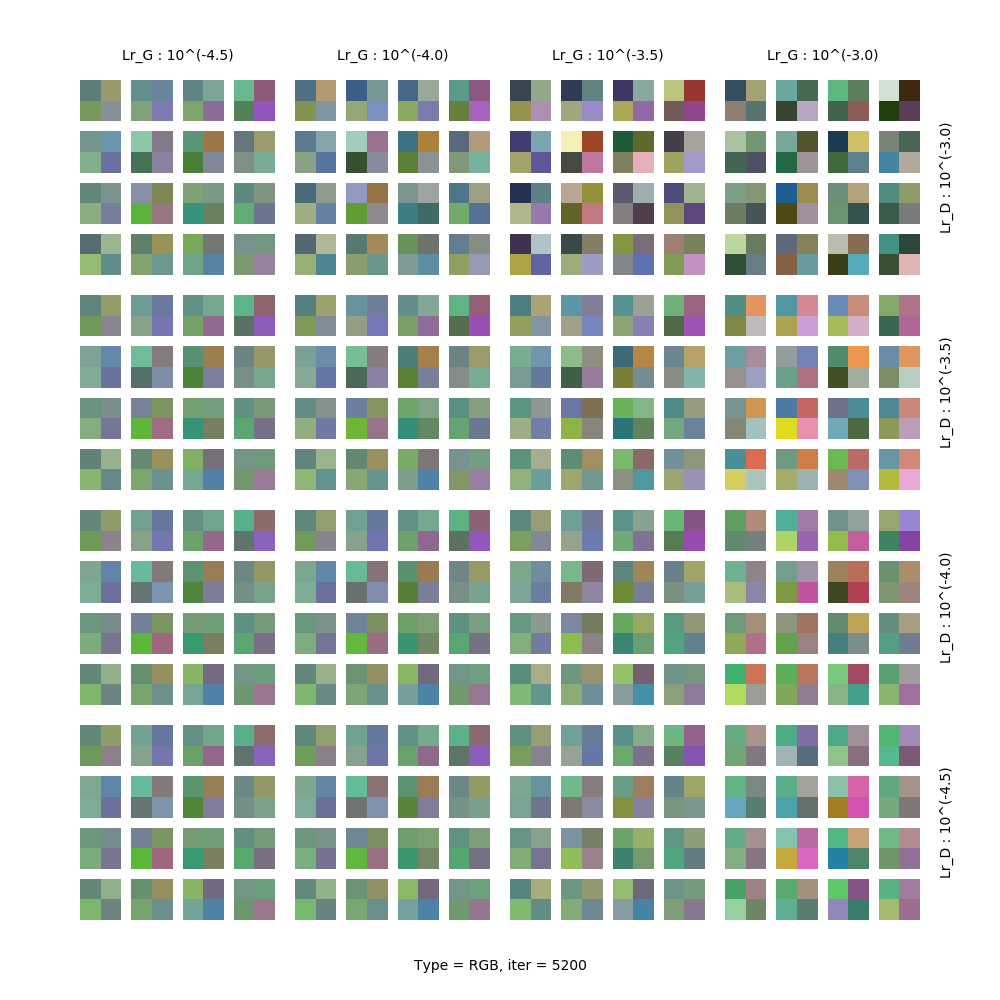 Lr_G : 10^(-4.5)
Lr_G : 10^(-4.0)
Lr_G : 10^(-3.5)
Lr_G : 10^(-3.0)
Lr_D : 10^(-3.0)
Lr_D : 10^(-3.5)
Lr_D : 10^(-4.0)
Lr_D : 10^(-4.5)
Type = RGB, iter = 5200